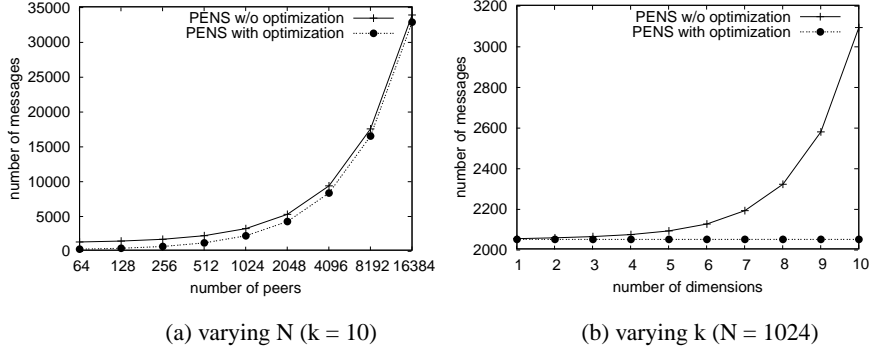 35000
30000
25000
20000
15000
10000
5000
0
64 128 256 512 1024 2048 4096 8192 16384
number of messages
number of peers
PENS w/o optimization
PENS with optimization
(a) varying N (k = 10)
3200
3000
2800
2600
2400
2200
2000
1 2 3 4 5 6 7 8 9 10
number of messages
number of dimensions
PENS w/o optimization
PENS with optimization
(b) varying k (N = 1024)